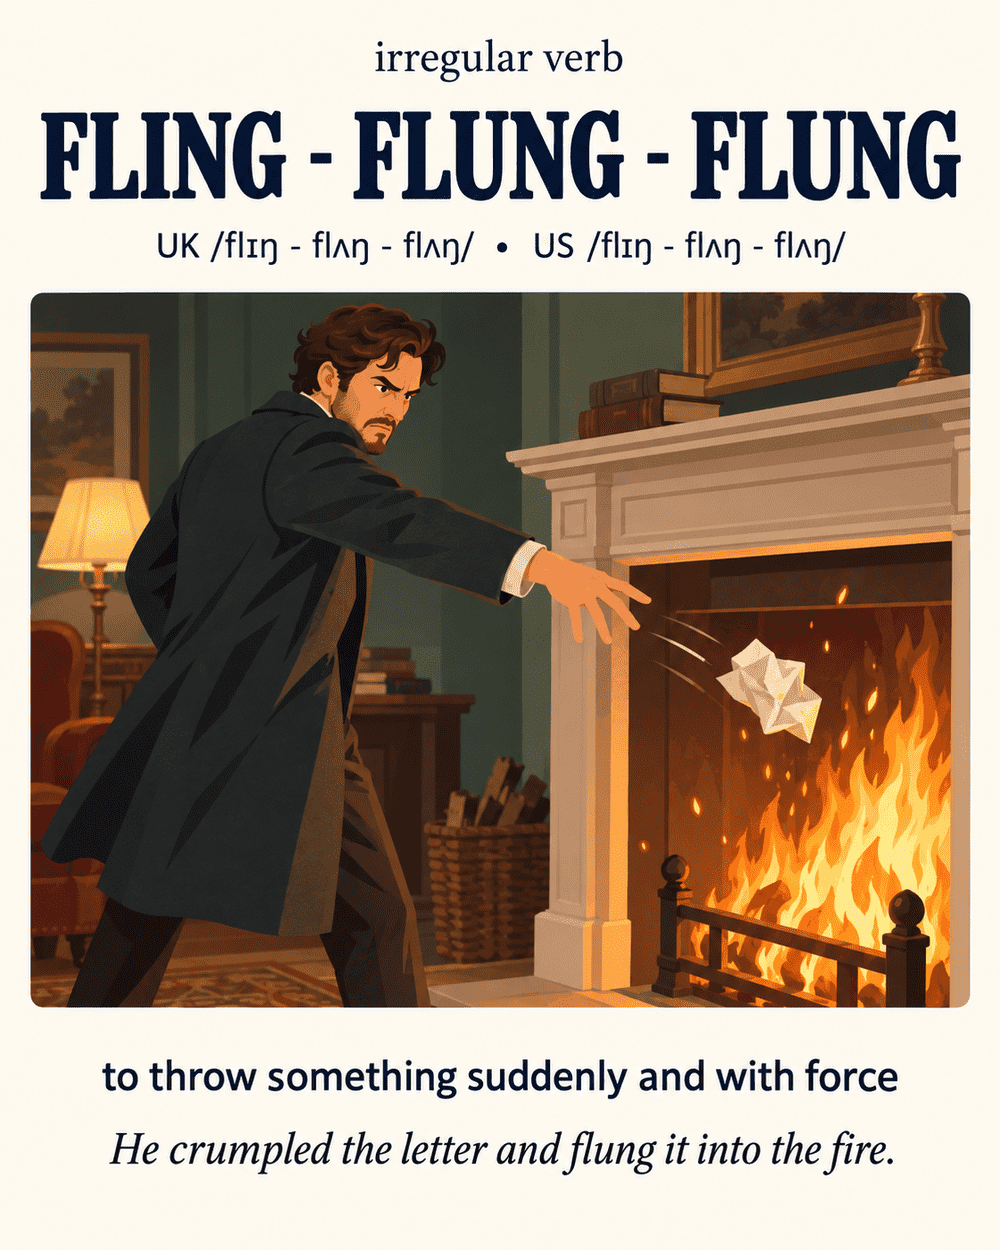 irregular verb
FLING - FLUNG - FLUNG
UK /flɪŋ - flʌŋ - flʌŋ/ • US /flɪŋ - flʌŋ - flʌŋ/
to throw something suddenly and with force
He crumpled the letter and flung it into the fire.